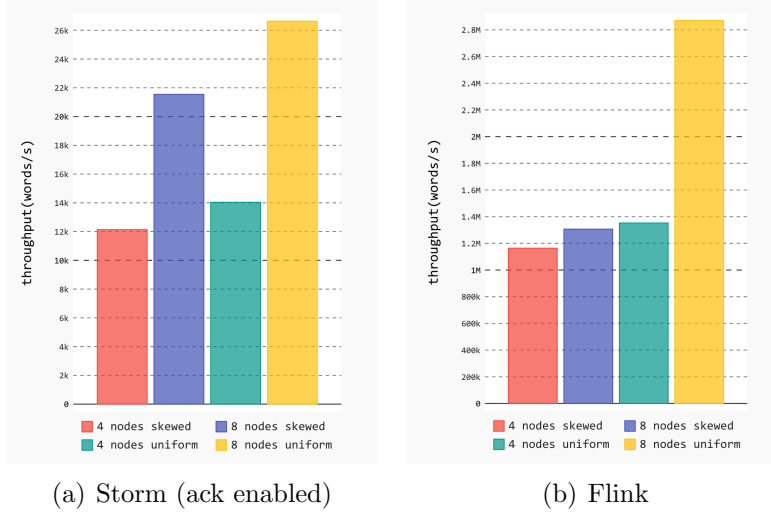 throughput(words/s)
26k
24k
22k
20k
18k
16k
14k
12k
10k
8k
6k
4k
2k
0
4 nodes skewed
8 nodes skewed
4 nodes uniform
8 nodes uniform
(a) Storm (ack enabled)
throughput(words/s)
2.8M
2.6M
2.4M
2.2M
2M
1.8M
1.6M
1.4M
1.2M
1M
800k
600k
400k
200k
0
4 nodes skewed
8 nodes skewed
4 nodes uniform
8 nodes uniform
(b) Flink